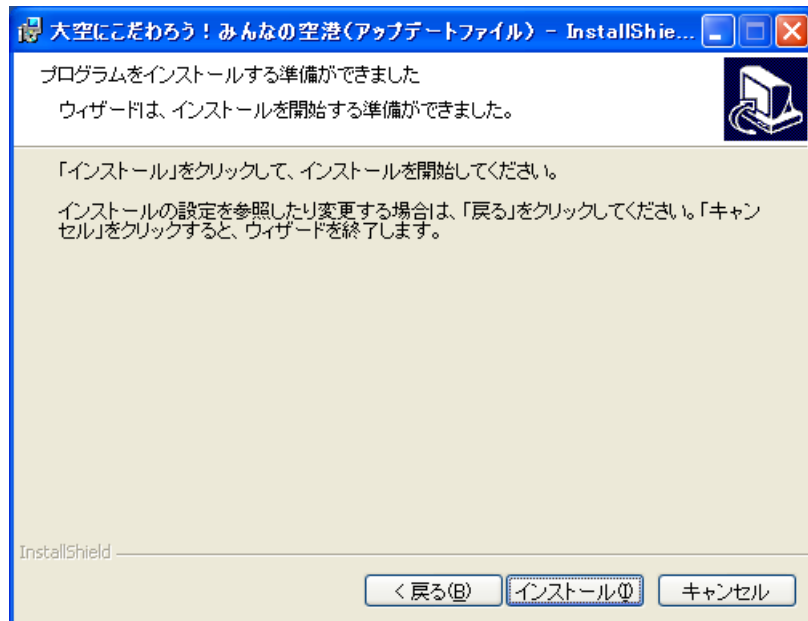 大空にこだわろう！みんなの空港(アップデートファイル) - InstallShie...
プログラムをインストールする準備ができました
ウィザードは、インストールを開始する準備ができました。
「インストール」をクリックして、インストールを開始してください。
インストールの設定を参照したり変更する場合は、「戻る」をクリックしてください。「キャン
セル」をクリックすると、ウィザードを終了します。
InstallShield
< 戻る(B) インストール(I) キャンセル